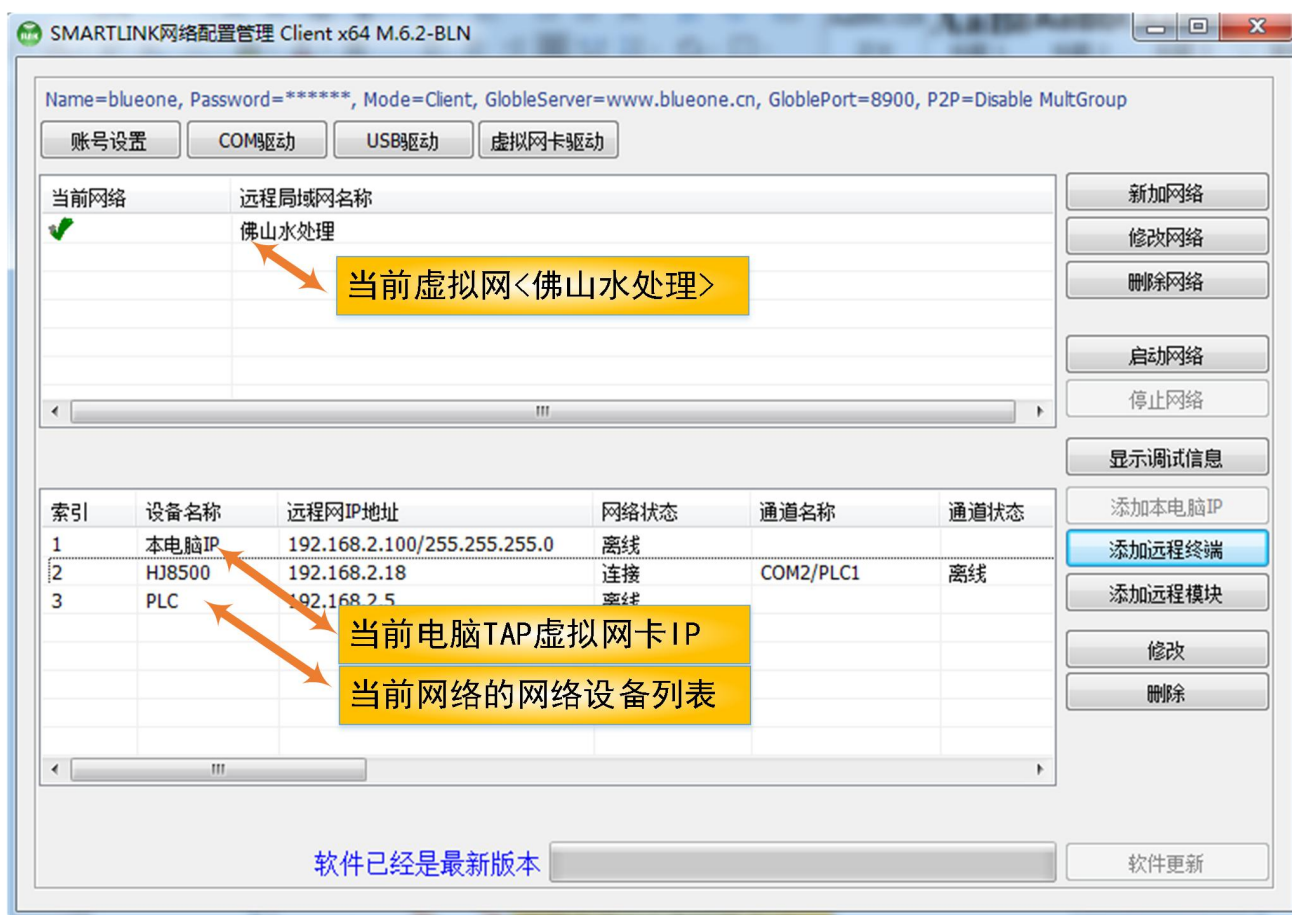 SMARTLINK网络配置管理 Client x64 M.6.2-BLN
Name=blueone, Password=******, Mode=Client, GlobleServer=www.blueone.cn, GloblePort=8900, P2P=Disable MultGroup
账号设置 COM驱动 USB驱动 虚拟网卡驱动
当前网络 远程局域网名称
佛山水处理
当前虚拟网<佛山水处理>
新加网络
修改网络
删除网络
启动网络
停止网络
显示调试信息
索引 设备名称 远程网IP地址 网络状态 通道名称 通道状态
1 本电脑IP 192.168.2.100/255.255.255.0 离线
2 HJ8500 192.168.2.18 连接 COM2/PLC1 离线
3 PLC 192.168.2.5 离线
当前电脑TAP虚拟网卡IP
当前网络的网络设备列表
添加本电脑IP
添加远程终端
添加远程模块
修改
删除
软件已经是最新版本
软件更新